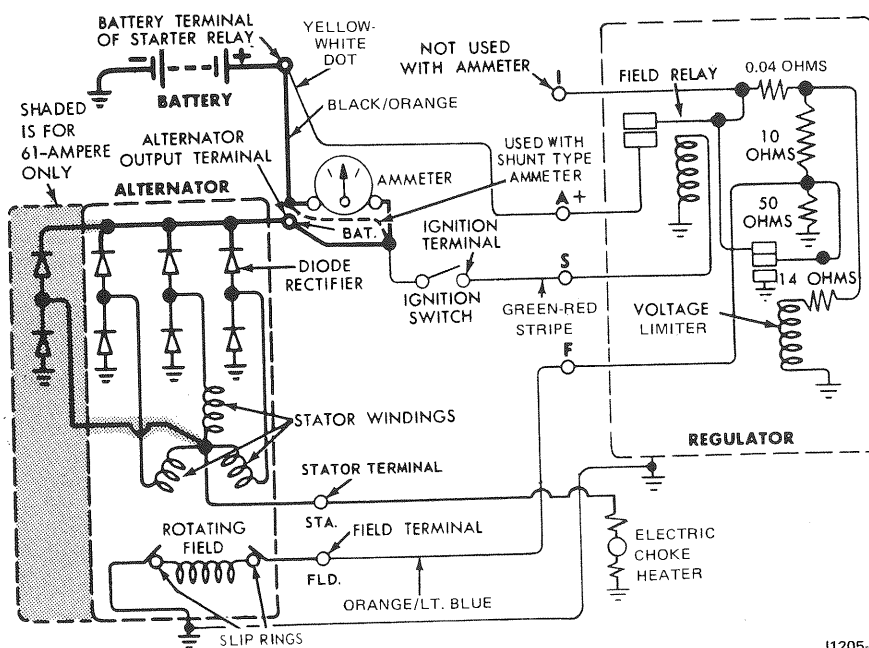 BATTERY TERMINAL
OF STARTER RELAY
YELLOW-
WHITE
DOT
- +
BATTERY
BLACK/ORANGE
NOT USED
WITH AMMETER
I
FIELD RELAY
0.04 OHMS
10
OHMS
50
OHMS
14 OHMS
SHADED
IS FOR
61-AMPERE
ONLY
ALTERNATOR
OUTPUT TERMINAL
ALTERNATOR
AMMETER
USED WITH
SHUNT TYPE
AMMETER
A +
BAT.
IGNITION
TERMINAL
DIODE
RECTIFIER
IGNITION
SWITCH
S
GREEN-RED
STRIPE
VOLTAGE
LIMITER
F
STATOR WINDINGS
REGULATOR
STATOR TERMINAL
STA.
ROTATING
FIELD
FIELD TERMINAL
FLD.
ELECTRIC
CHOKE
HEATER
ORANGE/LT. BLUE
SLIP RINGS
J1205-